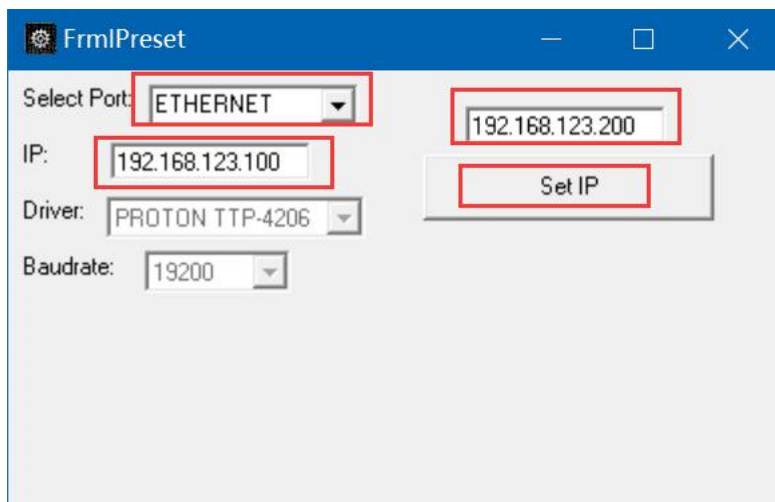 FrmIPreset
Select Port: ETHERNET
192.168.123.200
IP: 192.168.123.100
Set IP
Driver: PROTON TTP-4206
Baudrate: 19200